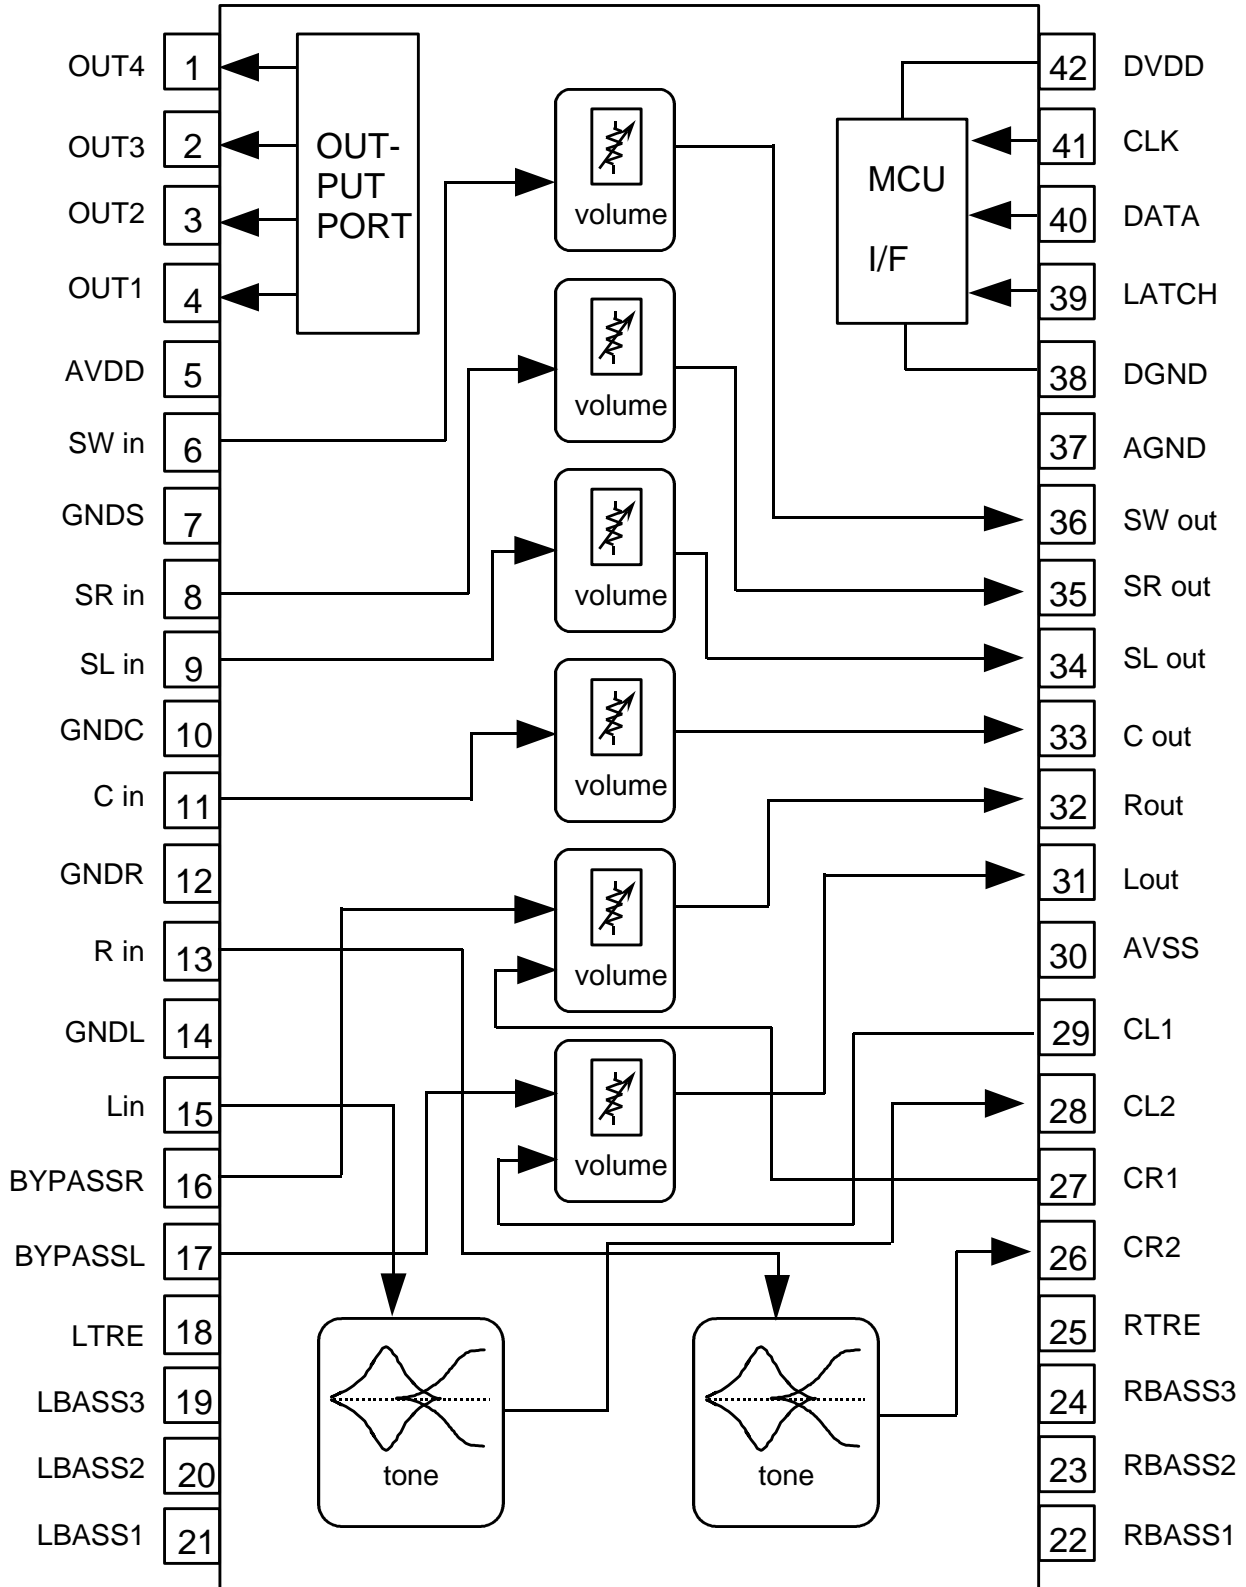 OUT4 1
OUT3 2
OUT2 3
OUT1 4
AVDD 5
SW in 6
GNDS 7
SR in 8
SL in 9
GNDC 10
C in 11
GNDR 12
R in 13
GNDL 14
Lin 15
BYPASSR 16
BYPASSL 17
LTRE 18
LBASS3 19
LBASS2 20
LBASS1 21
OUT-
PUT
PORT
volume
volume
volume
volume
volume
volume
tone
tone
MCU
I/F
42 DVDD
41 CLK
40 DATA
39 LATCH
38 DGND
37 AGND
36 SW out
35 SR out
34 SL out
33 C out
32 Rout
31 Lout
30 AVSS
29 CL1
28 CL2
27 CR1
26 CR2
25 RTRE
24 RBASS3
23 RBASS2
22 RBASS1